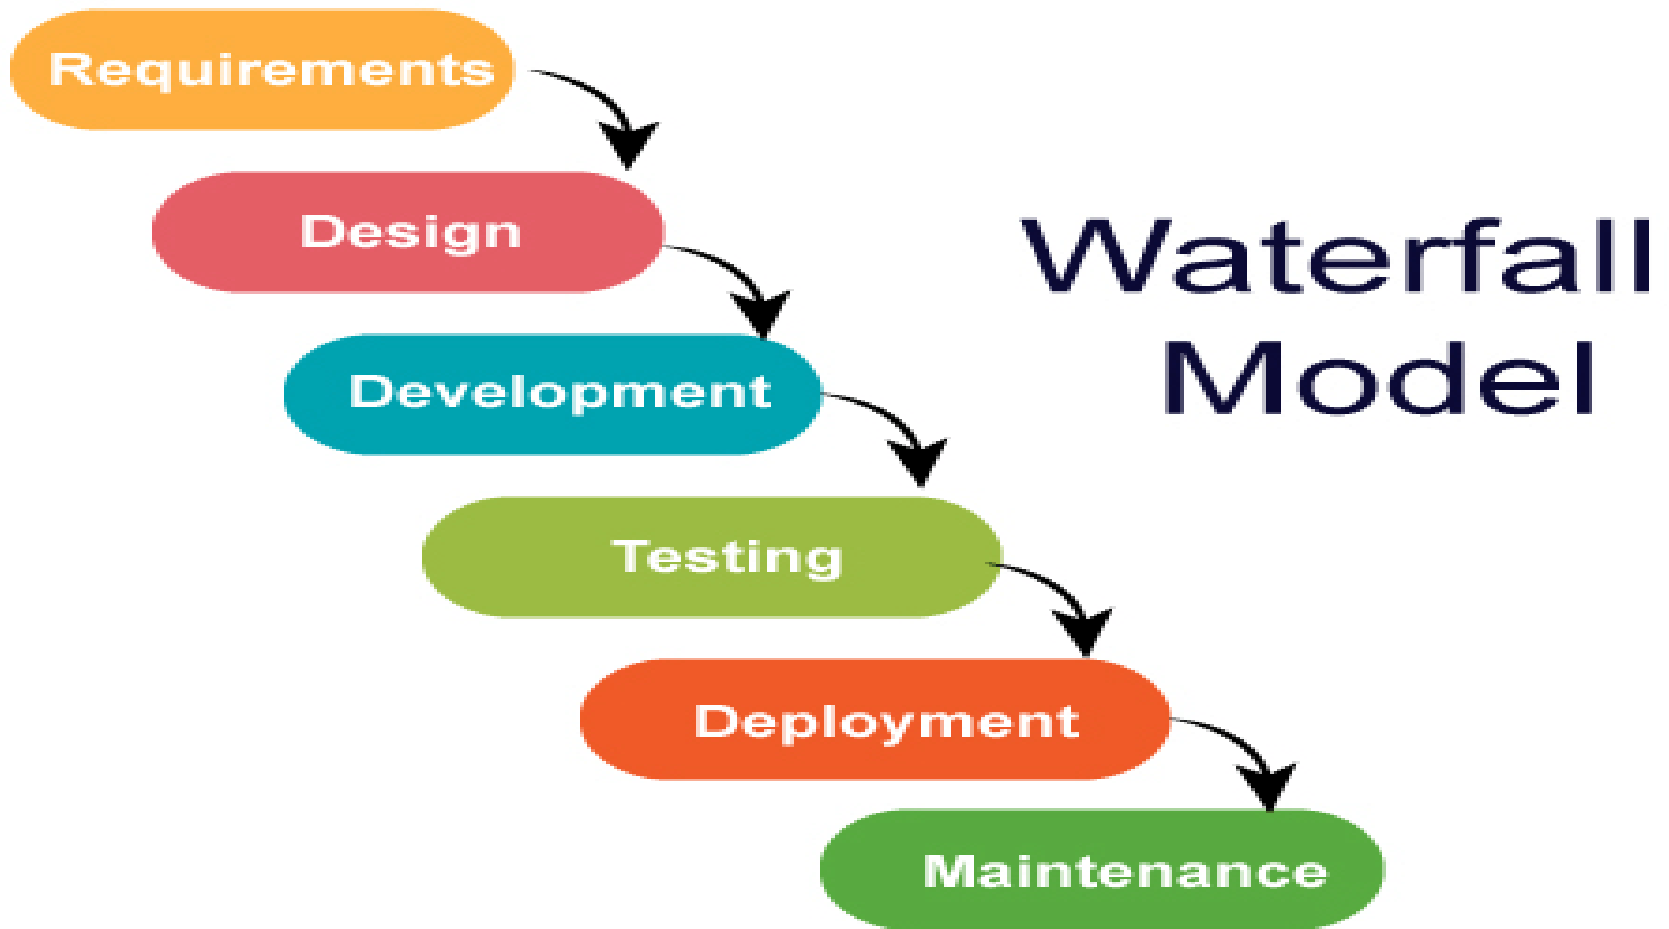 Requirements
Design
Waterfall
Model
Development
Testing
Deployment
Maintenance